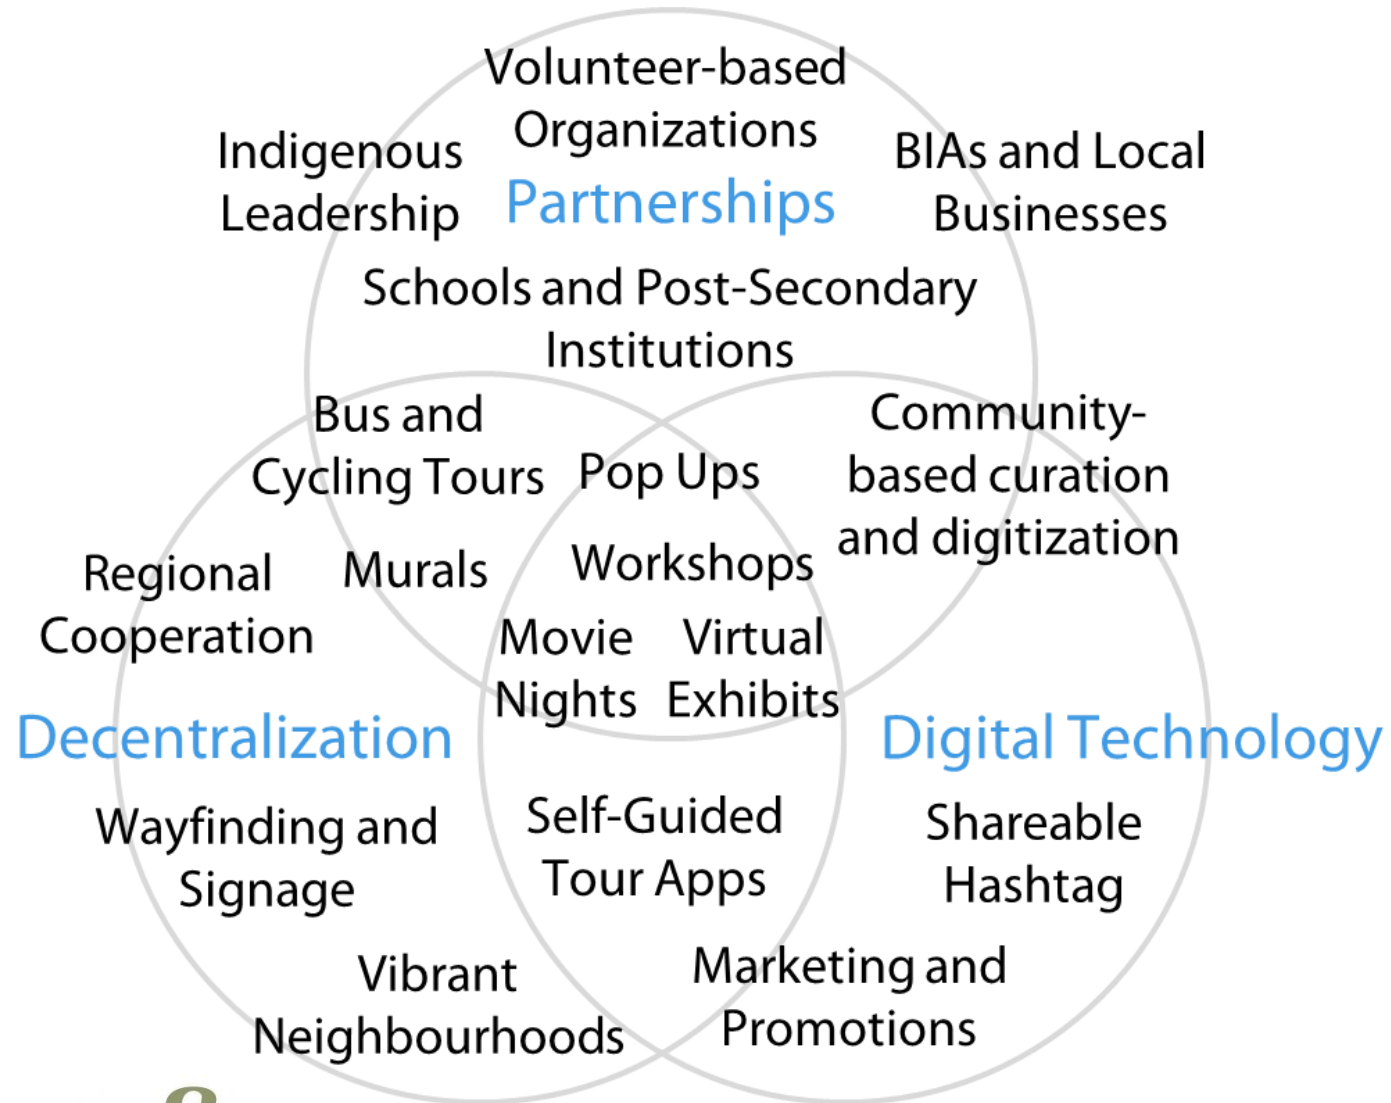 Volunteer-based
Organizations
Indigenous
Leadership
BIAs and Local
Businesses
Partnerships
Schools and Post-Secondary
Institutions
Bus and
Cycling Tours
Pop Ups
Community-
based curation
and digitization
Regional
Cooperation
Murals
Workshops
Movie
Nights
Virtual
Exhibits
Decentralization
Digital Technology
Wayfinding and
Signage
Self-Guided
Tour Apps
Shareable
Hashtag
Vibrant
Neighbourhoods
Marketing and
Promotions